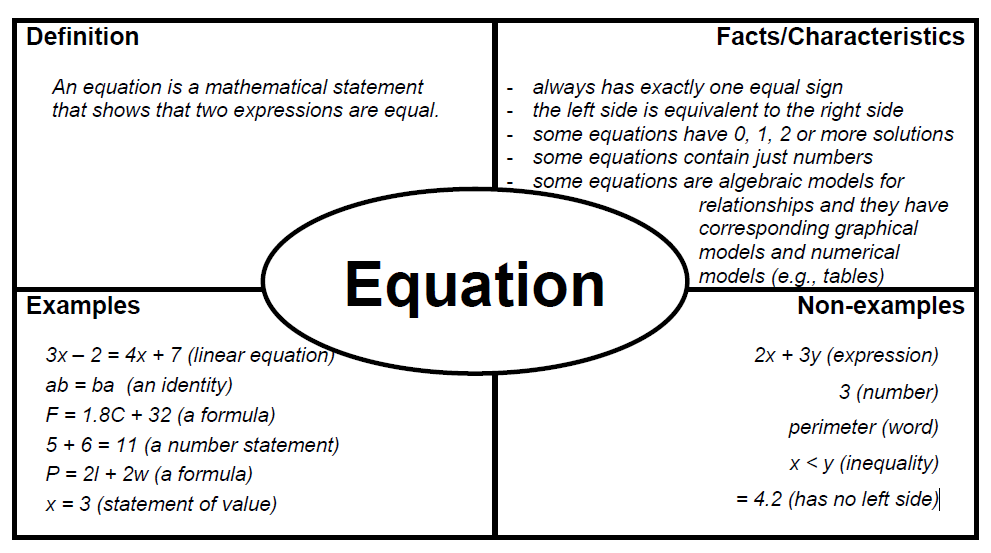 Definition
An equation is a mathematical statement
that shows that two expressions are equal.
Facts/Characteristics
- always has exactly one equal sign
- the left side is equivalent to the right side
- some equations have 0, 1, 2 or more solutions
- some equations contain just numbers
- some equations are algebraic models for
relationships and they have
corresponding graphical
models and numerical
models (e.g., tables)
Equation
Examples
3x – 2 = 4x + 7 (linear equation)
ab = ba (an identity)
F = 1.8C + 32 (a formula)
5 + 6 = 11 (a number statement)
P = 2l + 2w (a formula)
x = 3 (statement of value)
Non-examples
2x + 3y (expression)
3 (number)
perimeter (word)
x < y (inequality)
= 4.2 (has no left side)